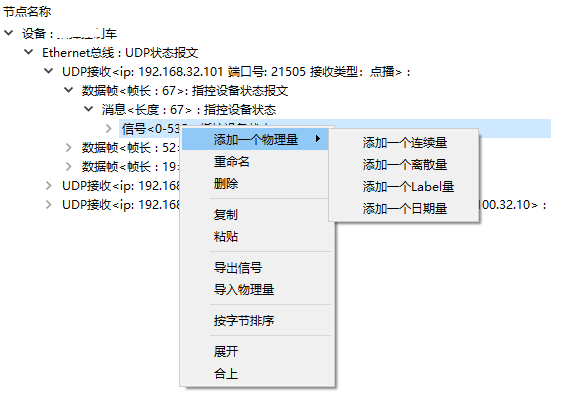 节点名称
设备 : 指控车
Ethernet总线 : UDP状态报文
UDP接收<ip: 192.168.32.101 端口号: 21505 接收类型：点播> :
数据帧<帧长 : 67>: 指控设备状态报文
消息<长度 : 67> : 指控设备状态
信号<0-53
数据帧<帧长 : 52>
数据帧<帧长 : 19>
UDP接收<ip: 192.168
UDP接收<ip: 192.168
100.32.10> :
添加一个物理量
重命名
删除
复制
粘贴
导出信号
导入物理量
按字节排序
展开
合上
添加一个连续量
添加一个离散量
添加一个Label量
添加一个日期量